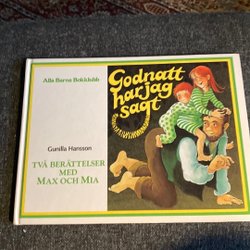 Alla Barns Bokklubb
Godnatt
har jag
sagt
Gunilla Hansson
TVÅ BERÄTTELSER
MED
MAX OCH MIA